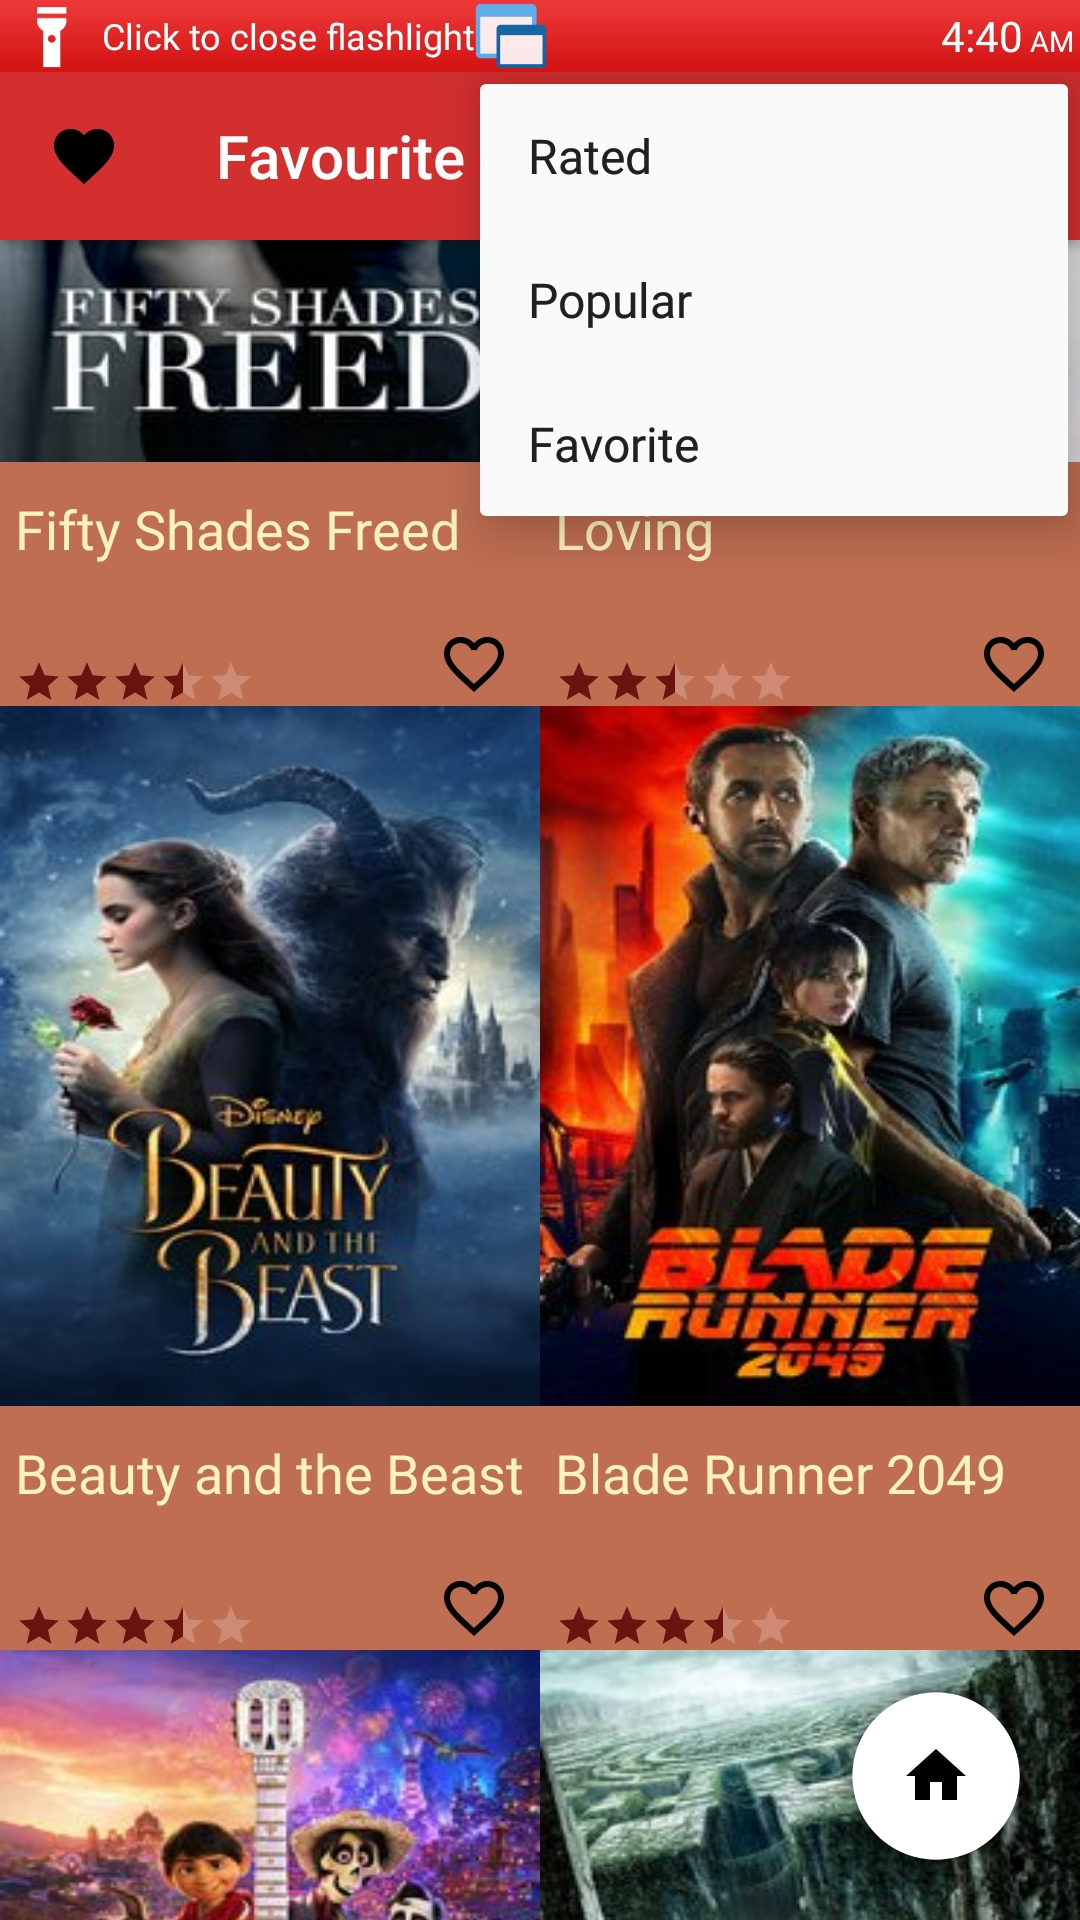 Click to close flashlight
4:40 AM
Favourite
Rated
Popular
Favorite
FIFTY SHADES
FREED
Fifty Shades Freed
Loving
DISNEY
BEAUTY
AND THE
BEAST
BLADE
RUNNER
2049
Beauty and the Beast
Blade Runner 2049